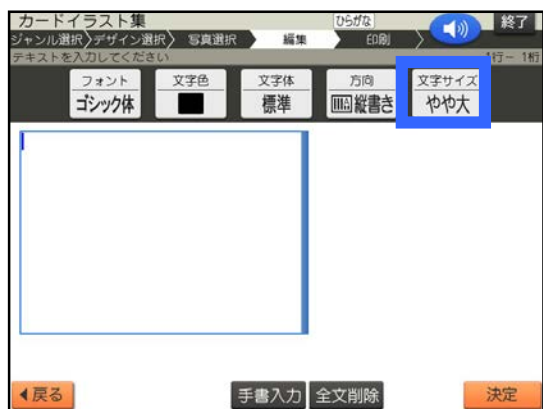 カードイラスト集 ひらがな 終了
ジャンル選択 デザイン選択 写真選択 編集 印刷
テキストを入力してください 1行- 1桁
フォント 文字色 文字体 方向 文字サイズ
ゴシック体 標準 縦書き やや大
戻る 手書入力 全文削除 決定